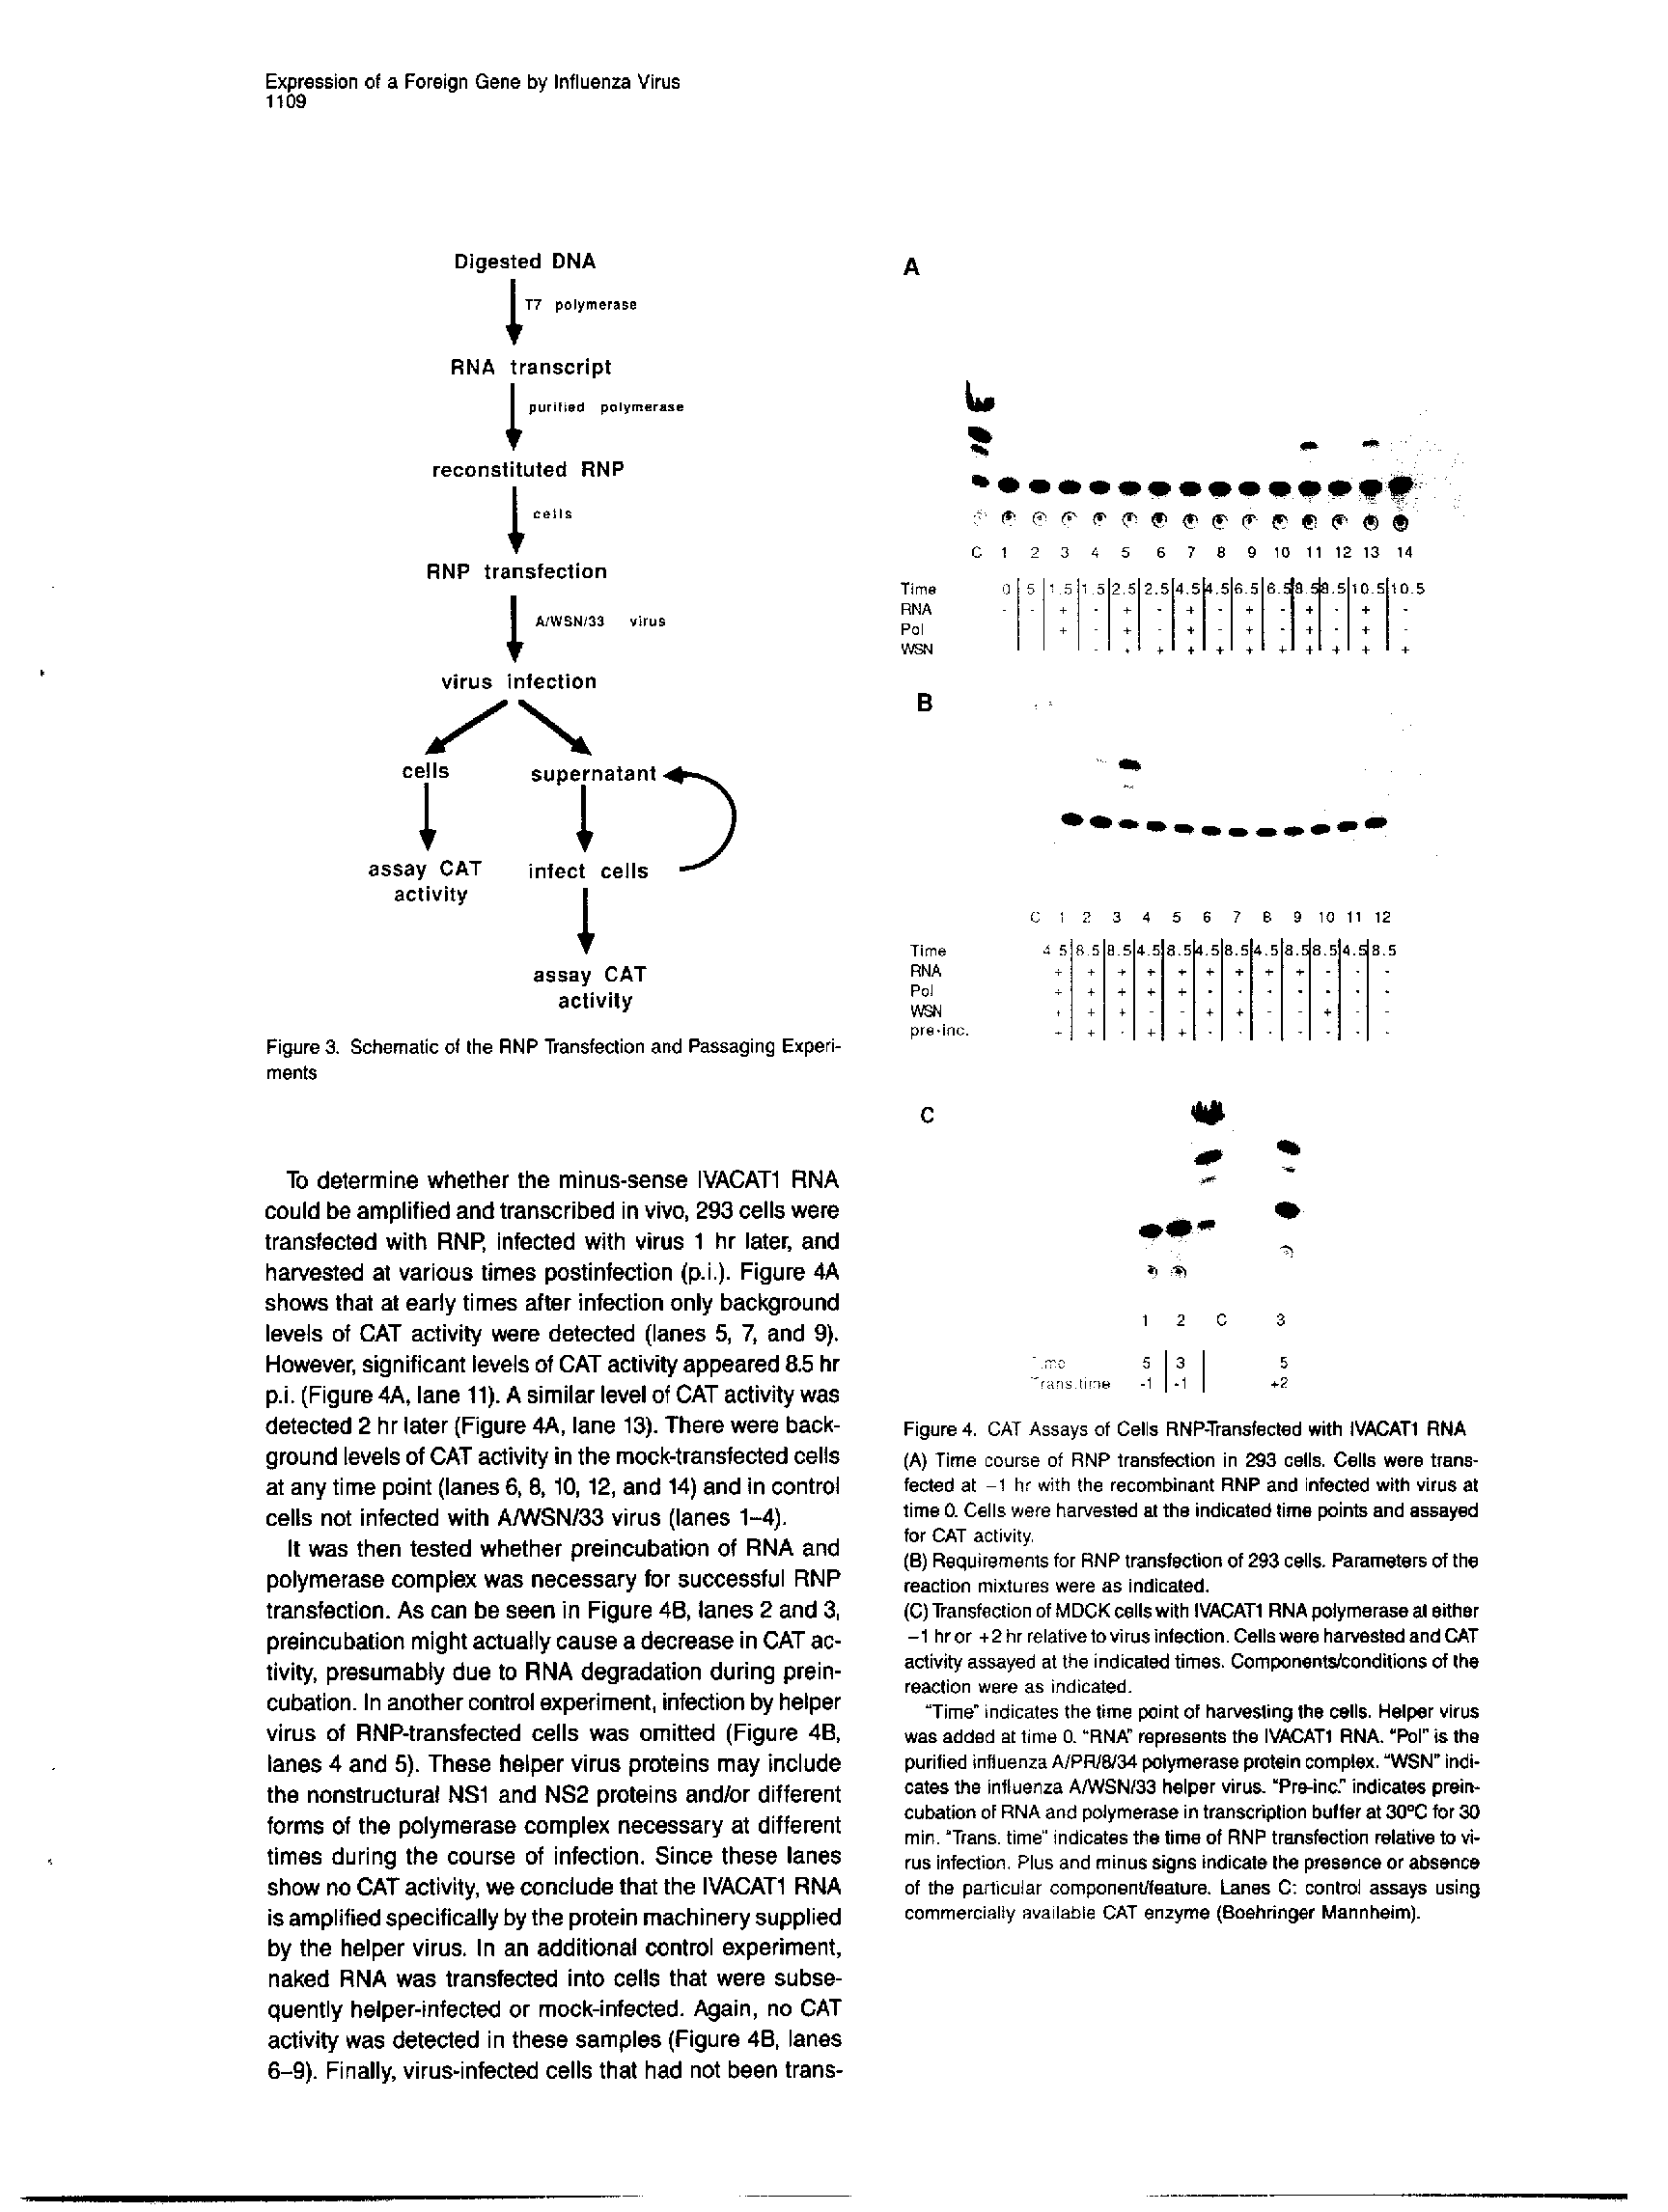 Expression of a Foreign Gene by Influenza Virus
1109
Digested DNA
T7 polymerase
RNA transcript
purified polymerase
reconstituted RNP
cells
RNP transfection
A/WSN/33 virus
virus infection
cells supernatant
assay CAT
activity
infect cells
assay CAT
activity
Figure 3. Schematic of the RNP Transfection and Passaging Experi-
ments
To determine whether the minus-sense IVACAT1 RNA
could be amplified and transcribed in vivo, 293 cells were
transfected with RNP, infected with virus 1 hr later, and
harvested at various times postinfection (p.i.). Figure 4A
shows that at early times after infection only background
levels of CAT activity were detected (lanes 5, 7, and 9).
However, significant levels of CAT activity appeared 8.5 hr
p.i. (Figure 4A, lane 11). A similar level of CAT activity was
detected 2 hr later (Figure 4A, lane 13). There were back-
ground levels of CAT activity in the mock-transfected cells
at any time point (lanes 6, 8, 10, 12, and 14) and in control
cells not infected with A/WSN/33 virus (lanes 1–4).
It was then tested whether preincubation of RNA and
polymerase complex was necessary for successful RNP
transfection. As can be seen in Figure 4B, lanes 2 and 3,
preincubation might actually cause a decrease in CAT ac-
tivity, presumably due to RNA degradation during prein-
cubation. In another control experiment, infection by helper
virus of RNP-transfected cells was omitted (Figure 4B,
lanes 4 and 5). These helper virus proteins may include
the nonstructural NS1 and NS2 proteins and/or different
forms of the polymerase complex necessary at different
times during the course of infection. Since these lanes
show no CAT activity, we conclude that the IVACAT1 RNA
is amplified specifically by the protein machinery supplied
by the helper virus. In an additional control experiment,
naked RNA was transfected into cells that were subse-
quently helper-infected or mock-infected. Again, no CAT
activity was detected in these samples (Figure 4B, lanes
6–9). Finally, virus-infected cells that had not been trans-
A
C 1 2 3 4 5 6 7 8 9 10 11 12 13 14
Time 0 5 1.5 1.5 2.5 2.5 4.5 4.5 6.5 6.5 8.5 8.5 10.5 10.5
RNA - - + - + - + - + - + - + -
Pol + - + - + - + - + - + -
WSN - + + + + + + + + + +
B
C 1 2 3 4 5 6 7 8 9 10 11 12
Time 4.5 8.5 8.5 4.5 8.5 4.5 8.5 4.5 8.5 8.5 4.5 8.5
RNA + + + + + + + + + - - -
Pol + + + + + - - - - - - -
WSN + + + - - + + - - + - -
pre-inc. + + - + + - - - - - - -
C
1 2 C 3
Time 5 3 5
Trans.time -1 -1 +2
Figure 4. CAT Assays of Cells RNP-Transfected with IVACAT1 RNA
(A) Time course of RNP transfection in 293 cells. Cells were trans-
fected at −1 hr with the recombinant RNP and infected with virus at
time 0. Cells were harvested at the indicated time points and assayed
for CAT activity.
(B) Requirements for RNP transfection of 293 cells. Parameters of the
reaction mixtures were as indicated.
(C) Transfection of MDCK cells with IVACAT1 RNA polymerase at either
−1 hr or +2 hr relative to virus infection. Cells were harvested and CAT
activity assayed at the indicated times. Components/conditions of the
reaction were as indicated.
“Time” indicates the time point of harvesting the cells. Helper virus
was added at time 0. “RNA” represents the IVACAT1 RNA. “Pol” is the
purified influenza A/PR/8/34 polymerase protein complex. “WSN” indi-
cates the influenza A/WSN/33 helper virus. “Pre-inc.” indicates prein-
cubation of RNA and polymerase in transcription buffer at 30°C for 30
min. “Trans. time” indicates the time of RNP transfection relative to vi-
rus infection. Plus and minus signs indicate the presence or absence
of the particular component/feature. Lanes C: control assays using
commercially available CAT enzyme (Boehringer Mannheim).